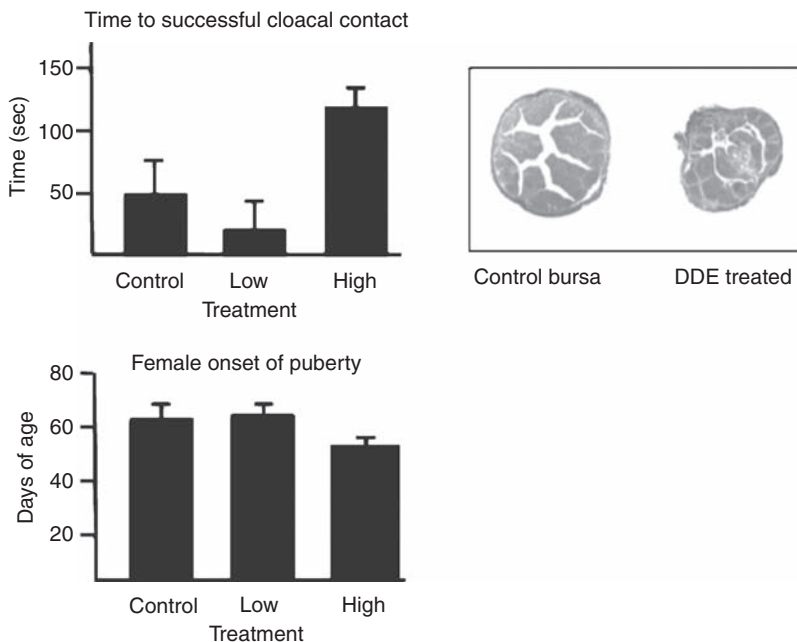 Time to successful cloacal contact
Time (sec)
150
100
50
Control
Low
High
Treatment
Control bursa
DDE treated
Female onset of puberty
Days of age
80
60
40
20
Control
Low
High
Treatment